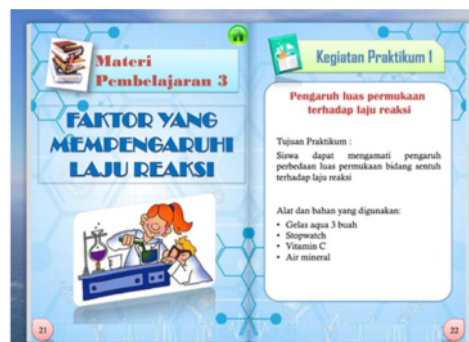 Materi
Pembelajaran 3
FAKTOR YANG
MEMPENGARUHI
LAJU REAKSI
21
Kegiatan Praktikum 1
Pengaruh luas permukaan
terhadap laju reaksi
Tujuan Praktikum :
Siswa dapat mengamati pengaruh
perbedaan luas permukaan bidang sentuh
terhadap laju reaksi
Alat dan bahan yang digunakan:
• Gelas aqua 3 buah
• Stopwatch
• Vitamin C
• Air mineral
22